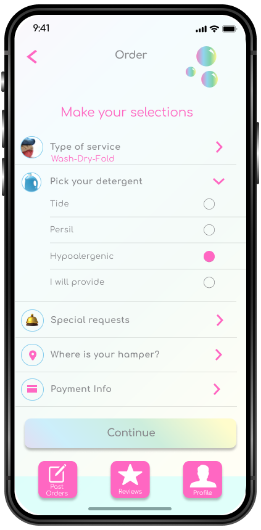 9:41
Order
Make your selections
Type of service
Wash-Dry-Fold
Pick your detergent
Tide
Persil
Hypoalergenic
I will provide
Special requests
Where is your hamper?
Payment Info
Continue
Past
Orders
Reviews
Profile